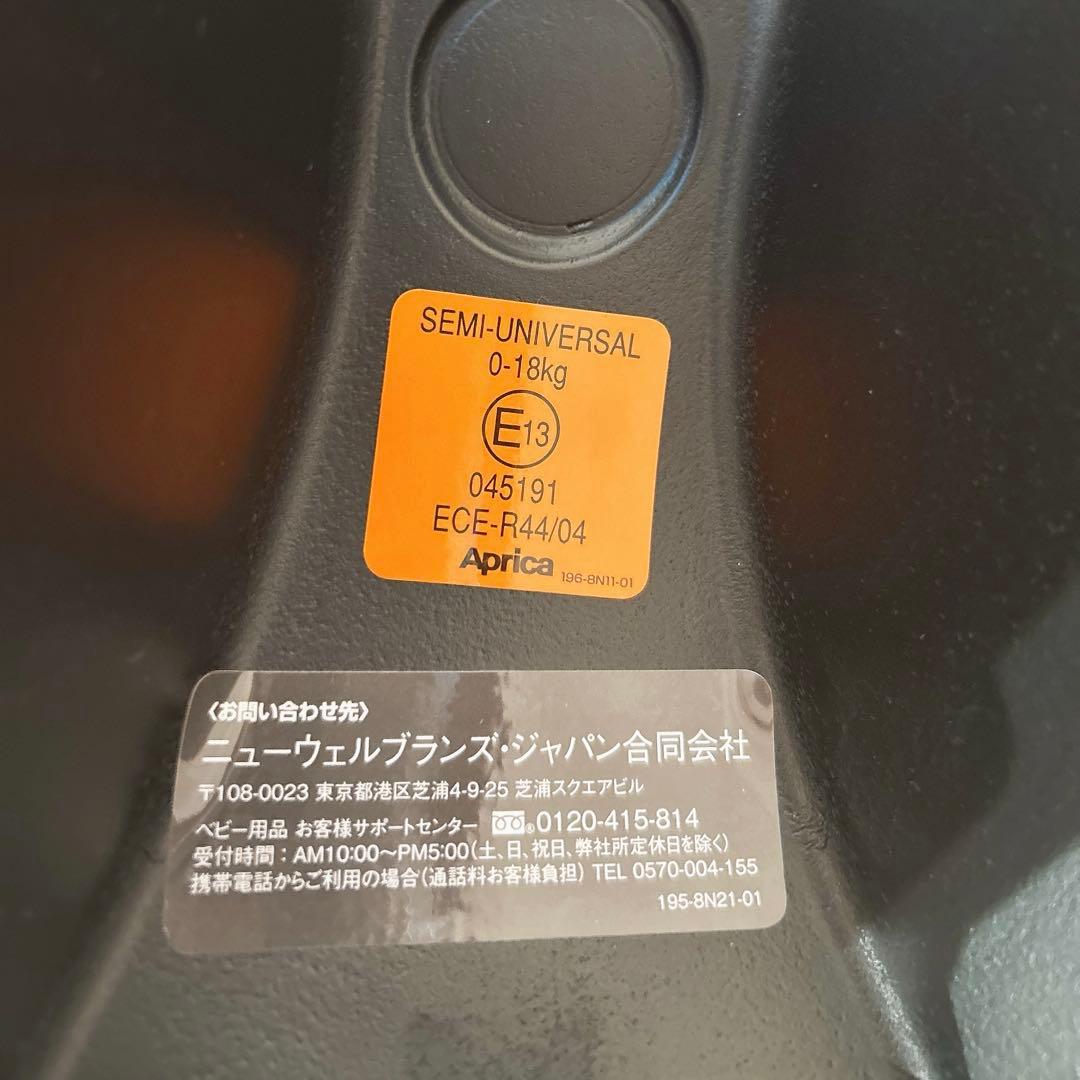 SEMI-UNIVERSAL
0-18kg
E13
045191
ECE-R44/04
Aprica 196-8N11-01
〈お問い合わせ先〉
ニューウェルブランズ・ジャパン合同会社
〒108-0023 東京都港区芝浦4-9-25 芝浦スクエアビル
ベビー用品 お客様サポートセンター ®0120-415-814
受付時間：AM10:00～PM5:00(土、日、祝日、弊社所定休日を除く)
携帯電話からご利用の場合(通話料お客様負担) TEL 0570-004-155
195-8N21-01